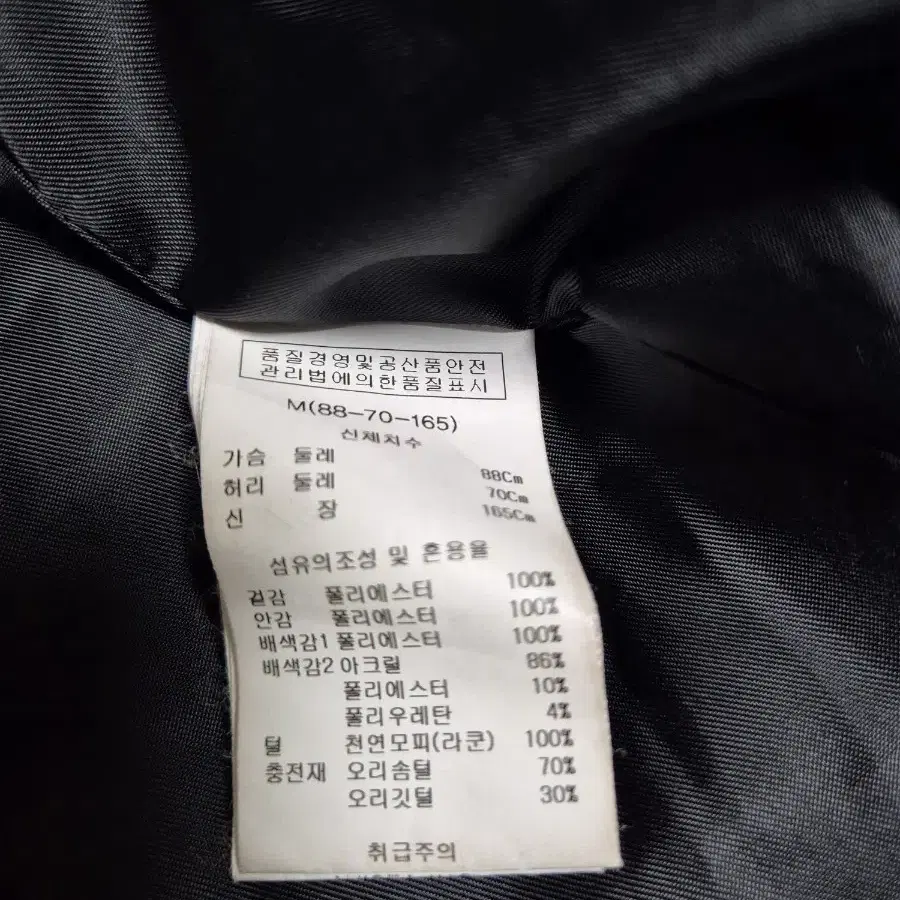 품질경영및공산품안전
관리법에의한품질표시
M(88-70-165)
신체치수
가슴 둘레 88Cm
허리 둘레 70Cm
신 장 165Cm
섬유의조성 및 혼용율
겉감 폴리에스터 100%
안감 폴리에스터 100%
배색감1 폴리에스터 100%
배색감2 아크릴 86%
폴리에스터 10%
폴리우레탄 4%
털 천연모피(라쿤) 100%
충전재 오리솜털 70%
오리깃털 30%
취급주의